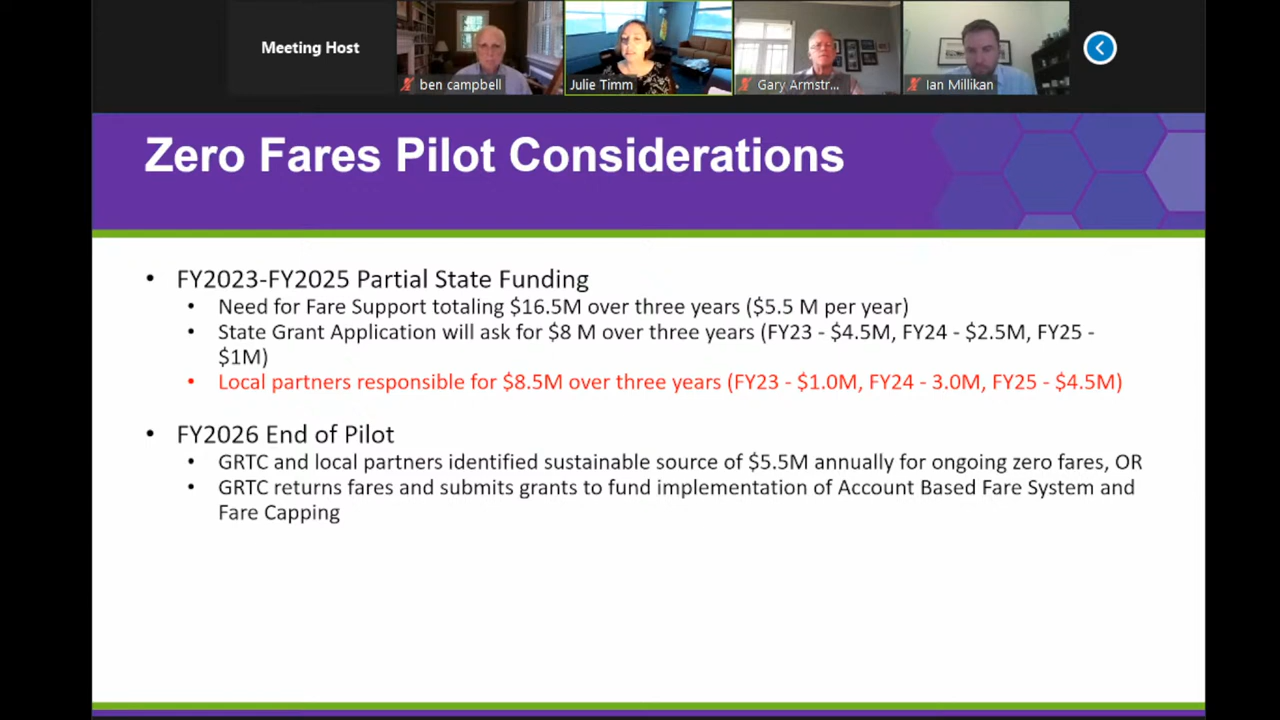 Meeting Host
ben campbell
Julie Timm
Gary Armstr...
Ian Millikan
Zero Fares Pilot Considerations
• FY2023-FY2025 Partial State Funding
• Need for Fare Support totaling $16.5M over three years ($5.5 M per year)
• State Grant Application will ask for $8 M over three years (FY23 - $4.5M, FY24 - $2.5M, FY25 -
$1M)
• Local partners responsible for $8.5M over three years (FY23 - $1.0M, FY24 - 3.0M, FY25 - $4.5M)
• FY2026 End of Pilot
• GRTC and local partners identified sustainable source of $5.5M annually for ongoing zero fares, OR
• GRTC returns fares and submits grants to fund implementation of Account Based Fare System and
Fare Capping